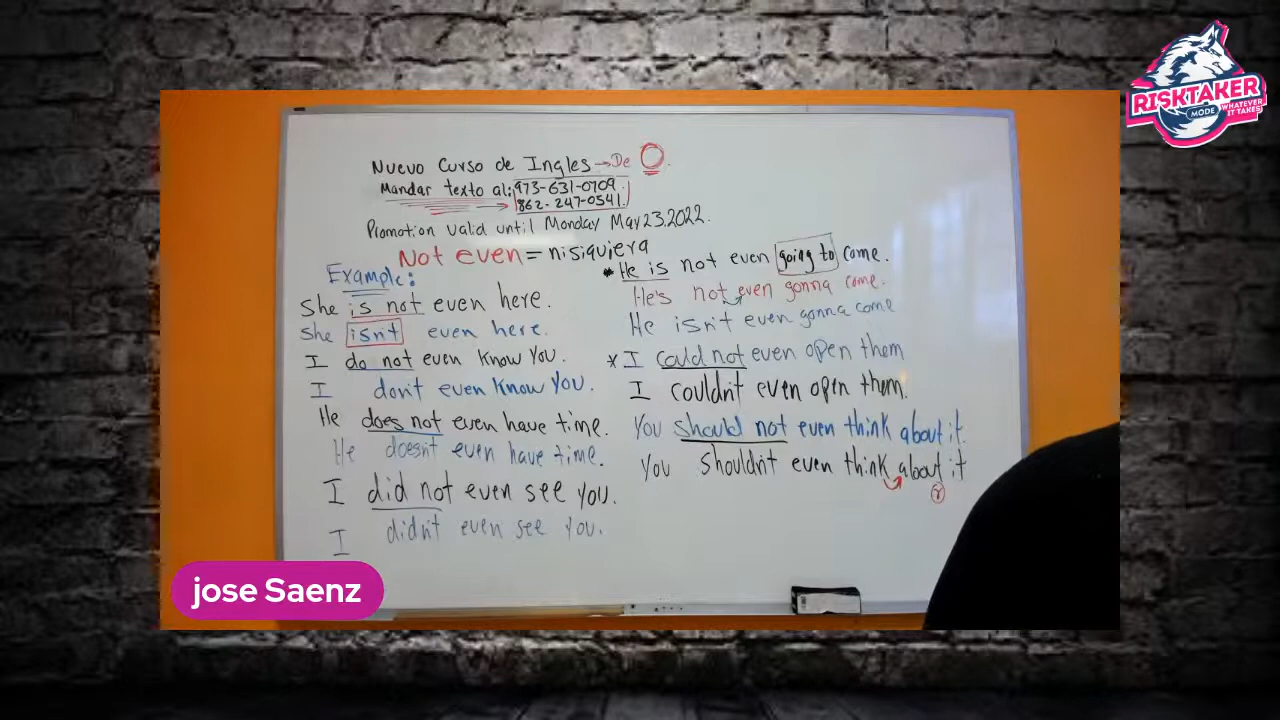 RISKTAKER
MODE
WHATEVER
IT TAKES
Nuevo Curso de Ingles → De O.
Mandar texto al: 973-631-0709
862-247-0541.
Promotion valid until Monday May 23.2022.
Not even = nisiquiera
Example:
She is not even here.
She isn't even here.
I do not even know you.
I don't even know you.
He does not even have time.
He doesn't even have time.
I did not even see you.
I didn't even see you.
* He is not even going to come.
He's not even gonna come.
He isn't even gonna come
* I could not even open them
I couldn't even open them.
You should not even think about it.
You shouldn't even think about it
r
jose Saenz